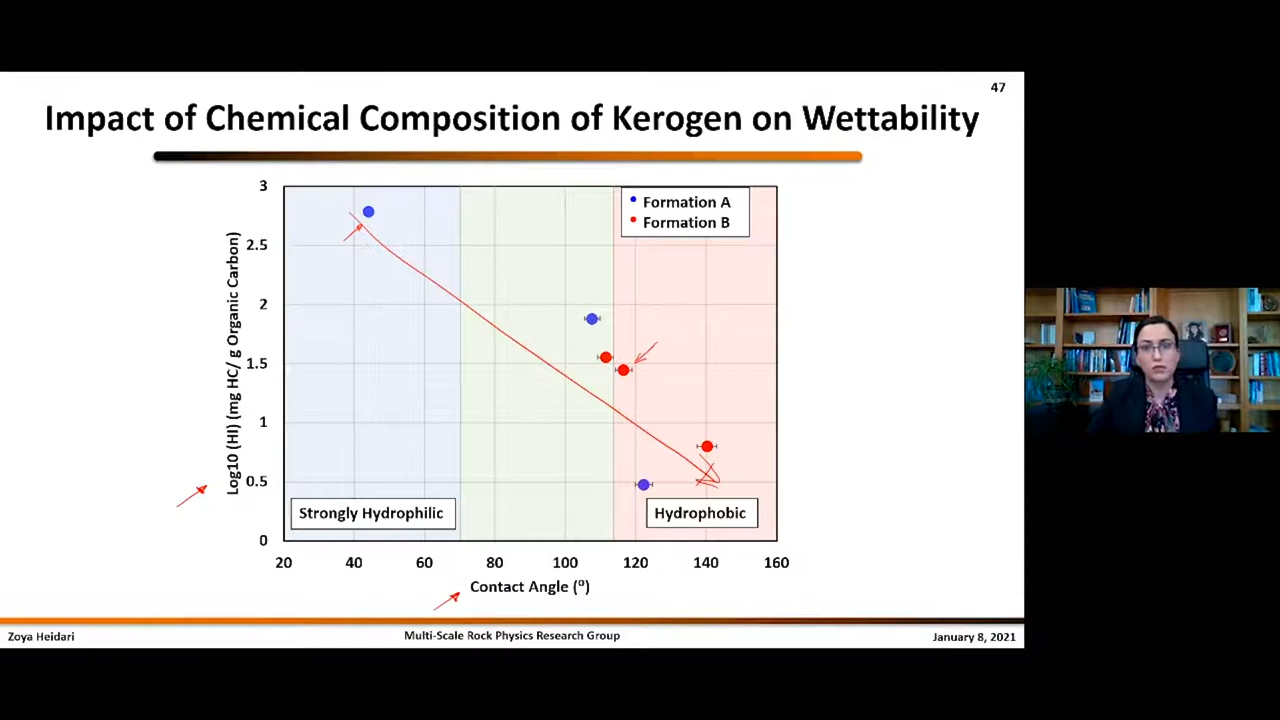 47
Impact of Chemical Composition of Kerogen on Wettability
Log10 (HI) (mg HC/ g Organic Carbon)
3
2.5
2
1.5
1
0.5
0
Formation A
Formation B
Strongly Hydrophilic
Hydrophobic
20 40 60 80 100 120 140 160
Contact Angle (º)
Zoya Heidari
Multi-Scale Rock Physics Research Group
January 8, 2021